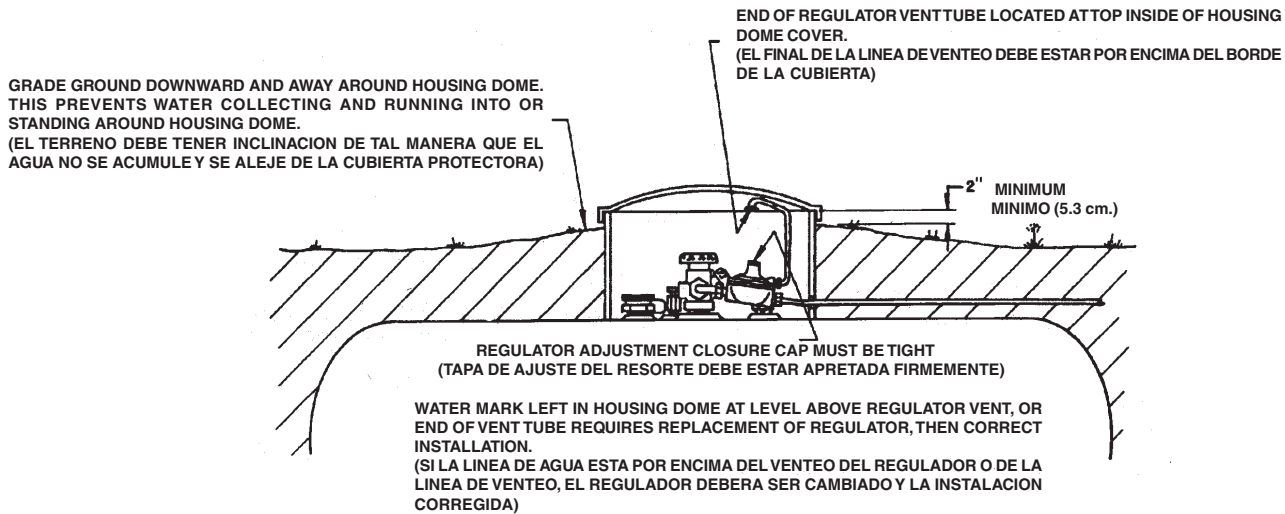 END OF REGULATOR VENT TUBE LOCATED AT TOP INSIDE OF HOUSING
DOME COVER.
(EL FINAL DE LA LINEA DE VENTEO DEBE ESTAR POR ENCIMA DEL BORDE
DE LA CUBIERTA)
GRADE GROUND DOWNWARD AND AWAY AROUND HOUSING DOME.
THIS PREVENTS WATER COLLECTING AND RUNNING INTO OR
STANDING AROUND HOUSING DOME.
(EL TERRENO DEBE TENER INCLINACION DE TAL MANERA QUE EL
AGUA NO SE ACUMULE Y SE ALEJE DE LA CUBIERTA PROTECTORA)
2" MINIMUM
MINIMO (5.3 cm.)
REGULATOR ADJUSTMENT CLOSURE CAP MUST BE TIGHT
(TAPA DE AJUSTE DEL RESORTE DEBE ESTAR APRETADA FIRMEMENTE)
WATER MARK LEFT IN HOUSING DOME AT LEVEL ABOVE REGULATOR VENT, OR
END OF VENT TUBE REQUIRES REPLACEMENT OF REGULATOR, THEN CORRECT
INSTALLATION.
(SI LA LINEA DE AGUA ESTA POR ENCIMA DEL VENTEO DEL REGULADOR O DE LA
LINEA DE VENTEO, EL REGULADOR DEBERA SER CAMBIADO Y LA INSTALACION
CORREGIDA)